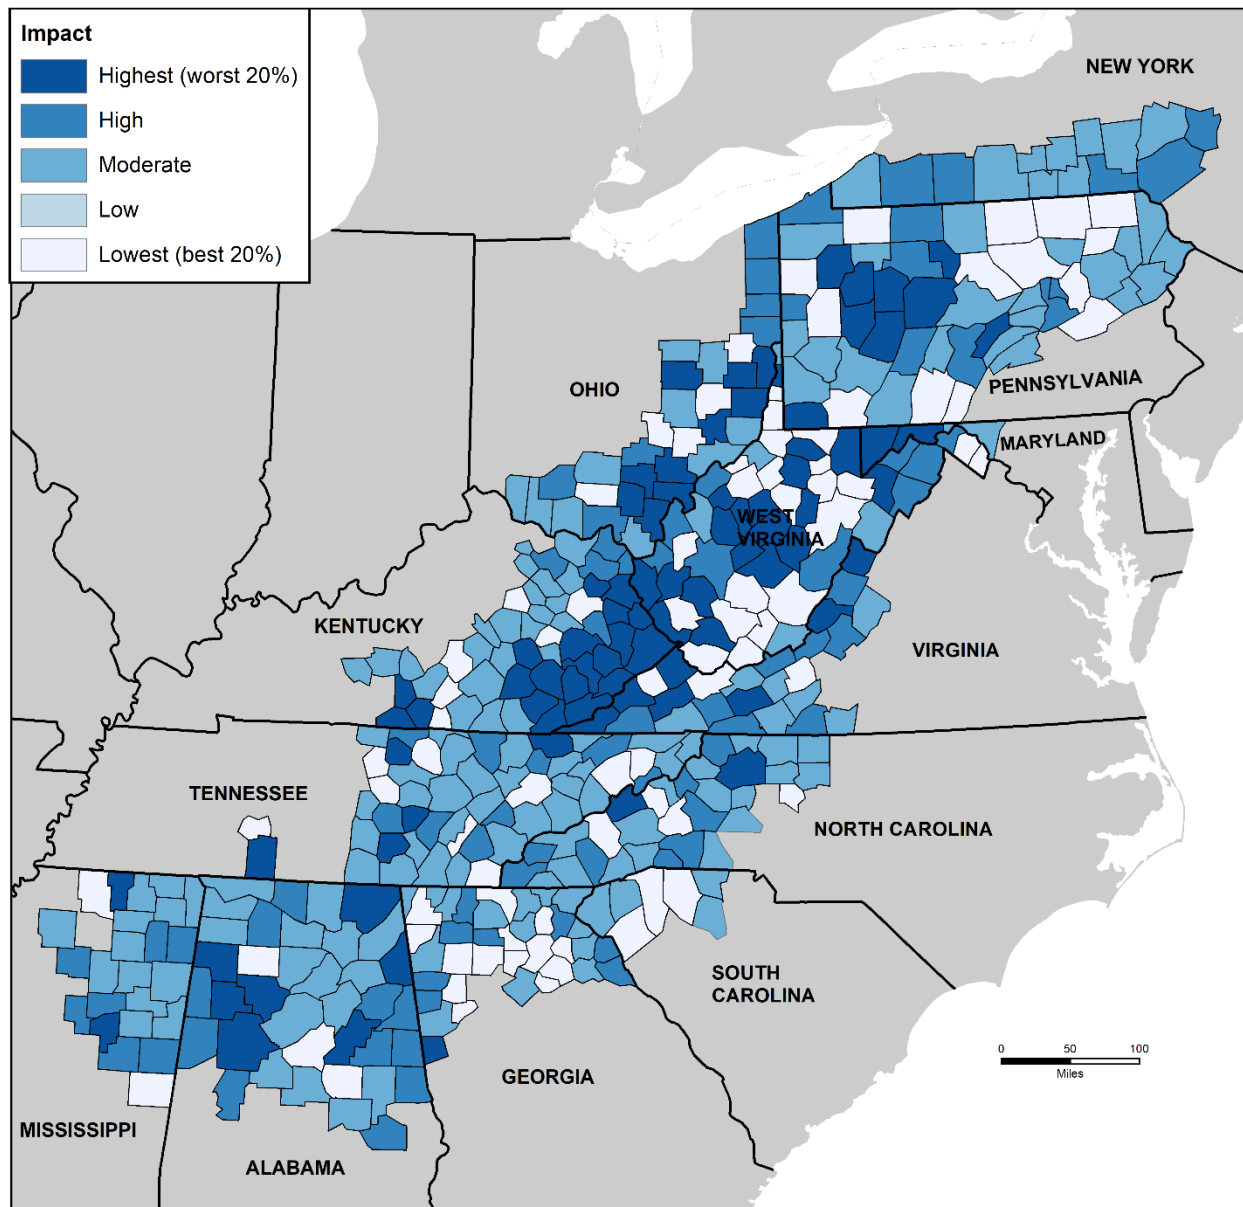 Impact
Highest (worst 20%)
High
Moderate
Low
Lowest (best 20%)
NEW YORK
OHIO
PENNSYLVANIA
MARYLAND
WEST
VIRGINIA
KENTUCKY
VIRGINIA
TENNESSEE
NORTH CAROLINA
SOUTH
CAROLINA
GEORGIA
MISSISSIPPI
ALABAMA
0 50 100
Miles